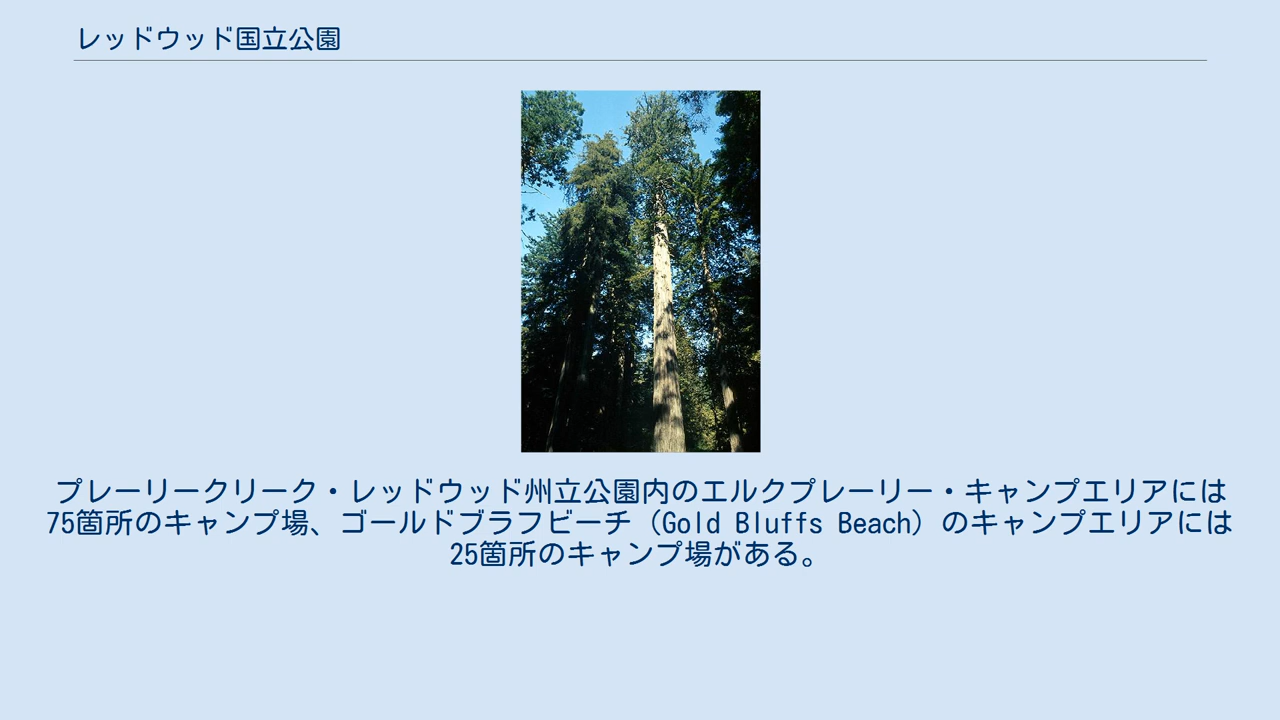 レッドウッド国立公園
プレーリークリーク・レッドウッド州立公園内のエルクプレーリー・キャンプエリアには
75箇所のキャンプ場、ゴールドブラフビーチ（Gold Bluffs Beach）のキャンプエリアには
25箇所のキャンプ場がある。